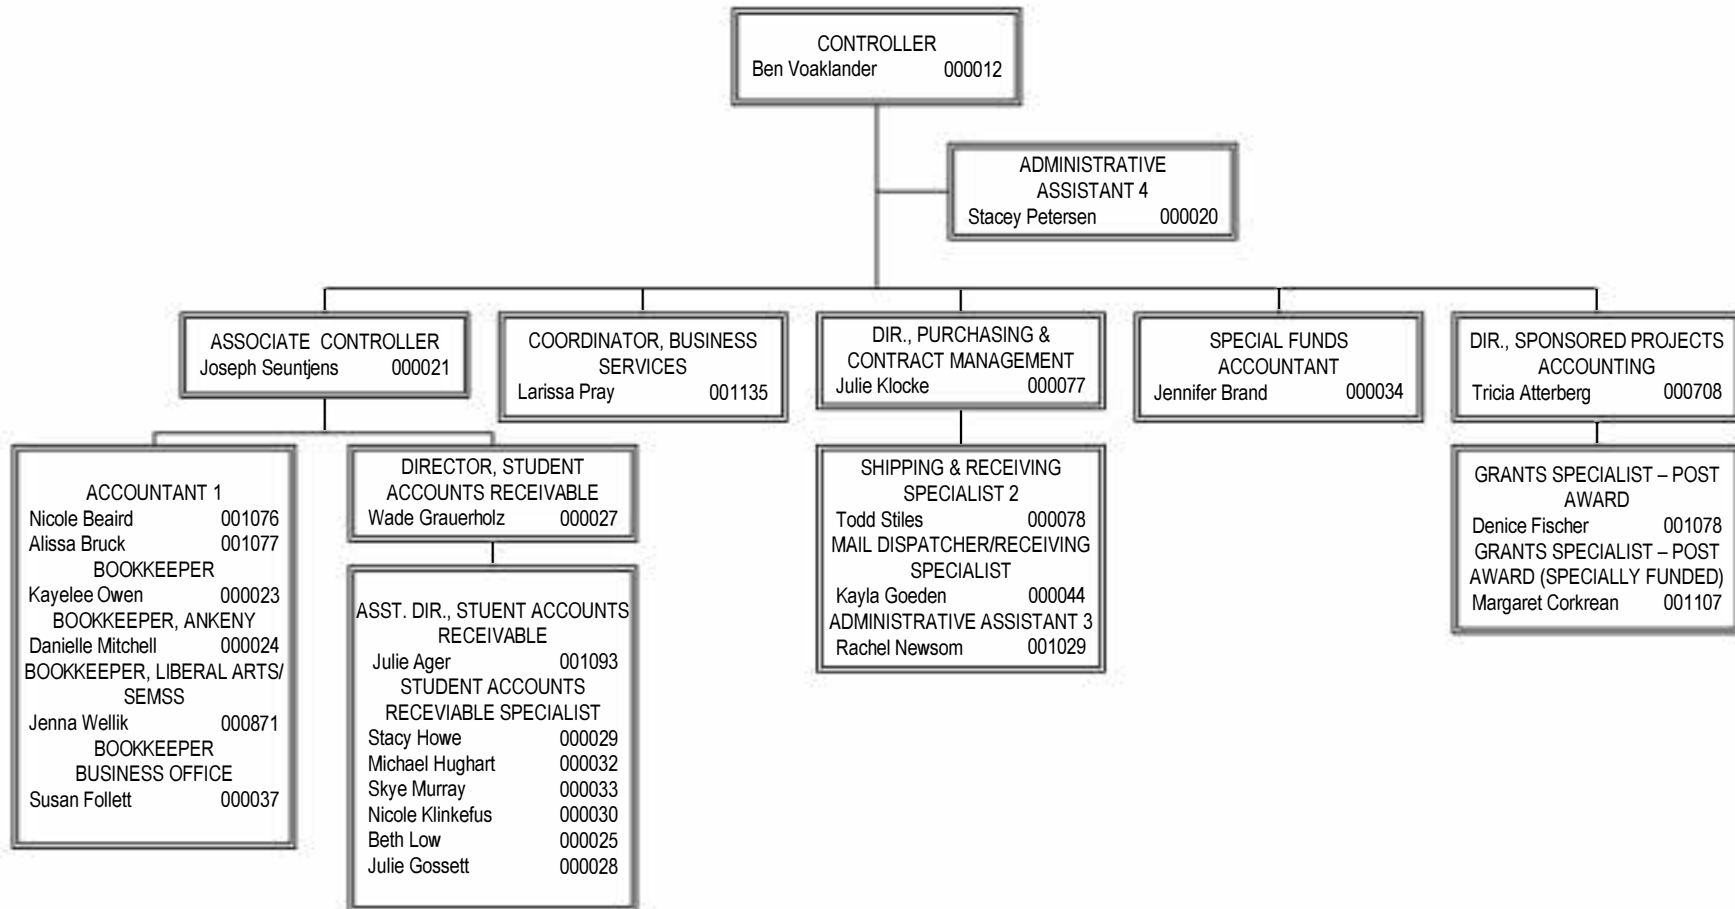 CONTROLLER
Ben Voaklander 000012
ADMINISTRATIVE
ASSISTANT 4
Stacey Petersen 000020
ASSOCIATE CONTROLLER
Joseph Seuntjens 000021
COORDINATOR, BUSINESS
SERVICES
Larissa Pray 001135
DIR., PURCHASING &
CONTRACT MANAGEMENT
Julie Klocke 000077
SPECIAL FUNDS
ACCOUNTANT
Jennifer Brand 000034
DIR., SPONSORED PROJECTS
ACCOUNTING
Tricia Atterberg 000708
ACCOUNTANT 1
Nicole Beaird 001076
Alissa Bruck 001077
BOOKKEEPER
Kayelee Owen 000023
BOOKKEEPER, ANKENY
Danielle Mitchell 000024
BOOKKEEPER, LIBERAL ARTS/
SEMSS
Jenna Wellik 000871
BOOKKEEPER
BUSINESS OFFICE
Susan Follett 000037
DIRECTOR, STUDENT
ACCOUNTS RECEIVABLE
Wade Grauerholz 000027
ASST. DIR., STUENT ACCOUNTS
RECEIVABLE
Julie Ager 001093
STUDENT ACCOUNTS
RECEVIABLE SPECIALIST
Stacy Howe 000029
Michael Hughart 000032
Skye Murray 000033
Nicole Klinkefus 000030
Beth Low 000025
Julie Gossett 000028
SHIPPING & RECEIVING
SPECIALIST 2
Todd Stiles 000078
MAIL DISPATCHER/RECEIVING
SPECIALIST
Kayla Goeden 000044
ADMINISTRATIVE ASSISTANT 3
Rachel Newsom 001029
GRANTS SPECIALIST – POST
AWARD
Denice Fischer 001078
GRANTS SPECIALIST – POST
AWARD (SPECIALLY FUNDED)
Margaret Corkrean 001107